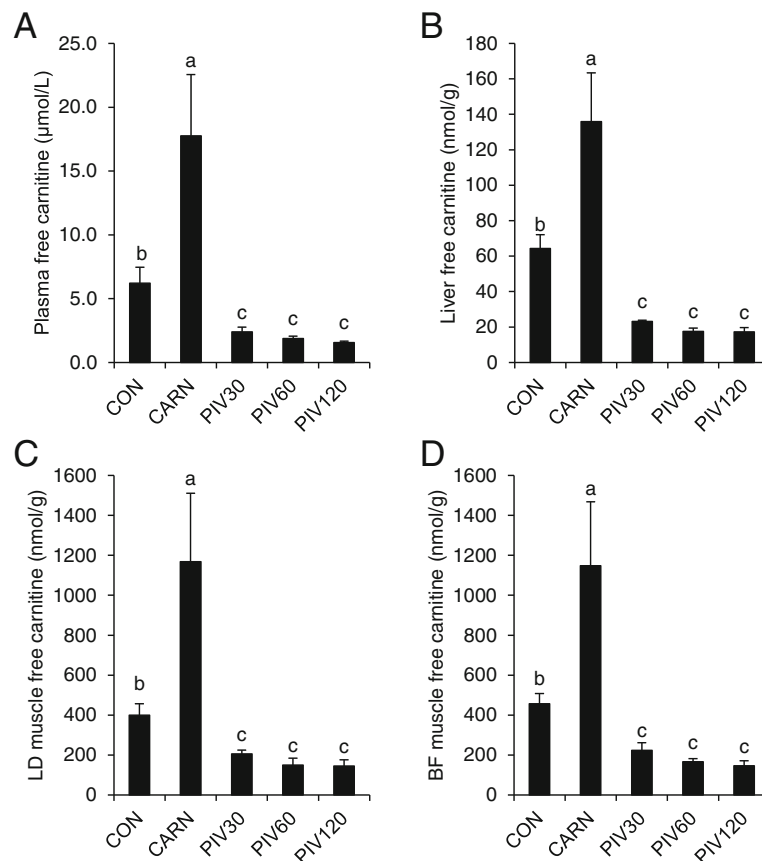 A
Plasma free carnitine (µmol/L)
25.0
20.0
15.0
10.0
5.0
0.0
b
a
c
c
c
CON
CARN
PIV30
PIV60
PIV120
B
Liver free carnitine (nmol/g)
180
160
140
120
100
80
60
40
20
0
b
a
c
c
c
CON
CARN
PIV30
PIV60
PIV120
C
LD muscle free carnitine (nmol/g)
1600
1400
1200
1000
800
600
400
200
0
b
a
c
c
c
CON
CARN
PIV30
PIV60
PIV120
D
BF muscle free carnitine (nmol/g)
1600
1400
1200
1000
800
600
400
200
0
b
a
c
c
c
CON
CARN
PIV30
PIV60
PIV120